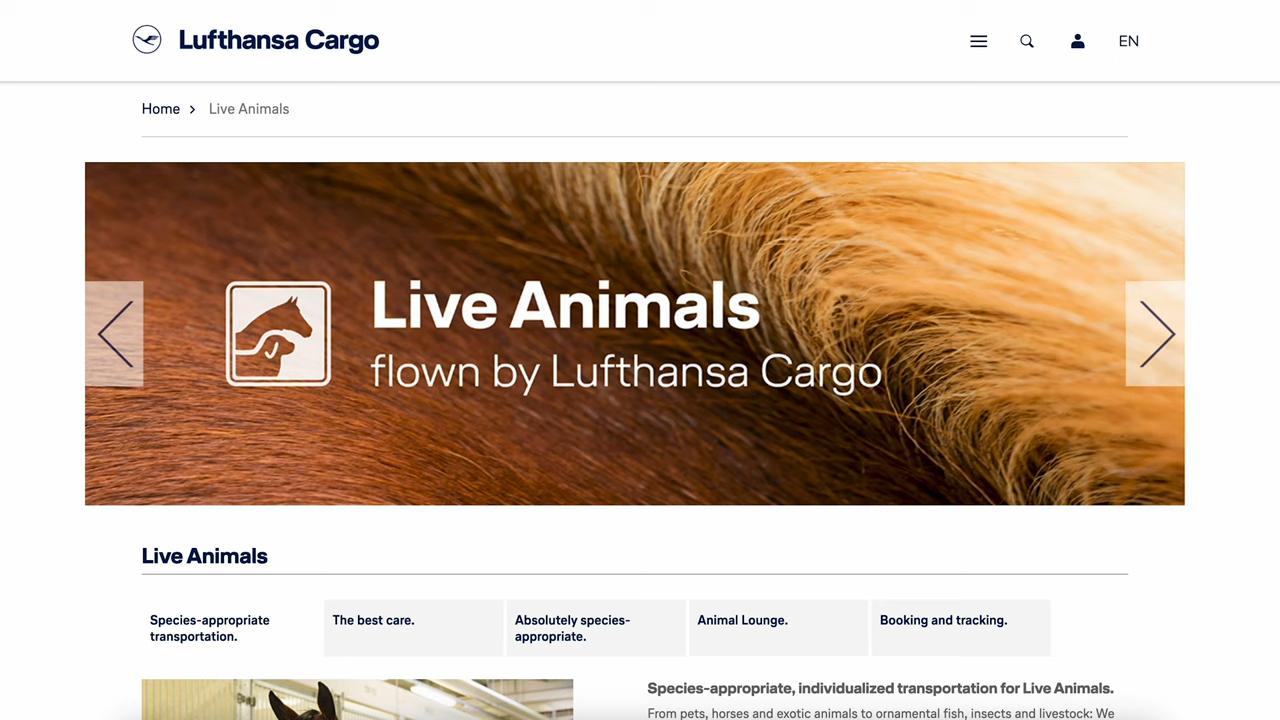 Lufthansa Cargo
EN
Home > Live Animals
Live Animals
flown by Lufthansa Cargo
Live Animals
Species-appropriate
transportation.
The best care.
Absolutely species-
appropriate.
Animal Lounge.
Booking and tracking.
Species-appropriate, individualized transportation for Live Animals.
From pets, horses and exotic animals to ornamental fish, insects and livestock: We